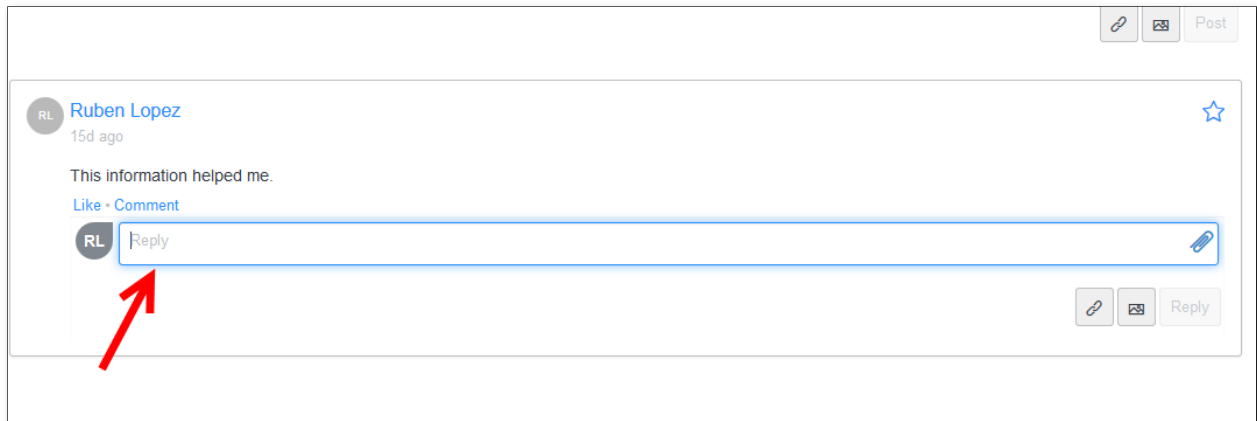 Post
RL Ruben Lopez
15d ago
This information helped me.
Like • Comment
RL Reply
Reply